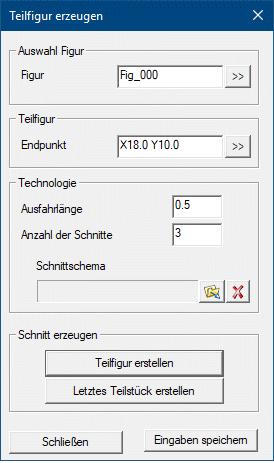 Teilfigur erzeugen
Auswahl Figur
Figur Fig_000 >>
Teilfigur
Endpunkt X18.0 Y10.0 >>
Technologie
Ausfahrlänge 0.5
Anzahl der Schnitte 3
Schnittschema
Schnitt erzeugen
Teilfigur erstellen
Letztes Teilstück erstellen
Schließen Eingaben speichern